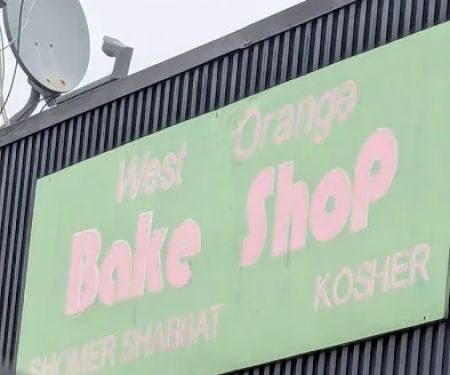 West Orange
Bake Shop
SHOMER SHABBAT KOSHER